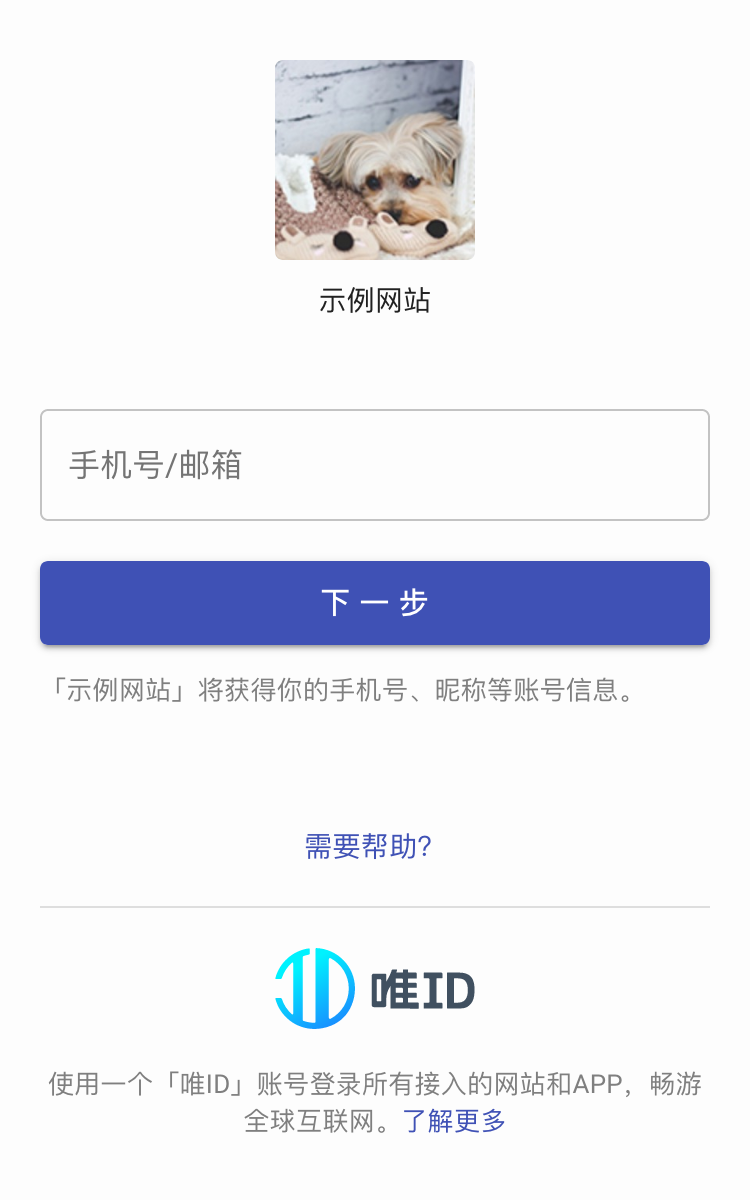 示例网站
手机号/邮箱
下一步
「示例网站」将获得你的手机号、昵称等账号信息。
需要帮助?
唯ID
使用一个「唯ID」账号登录所有接入的网站和APP，畅游
全球互联网。了解更多